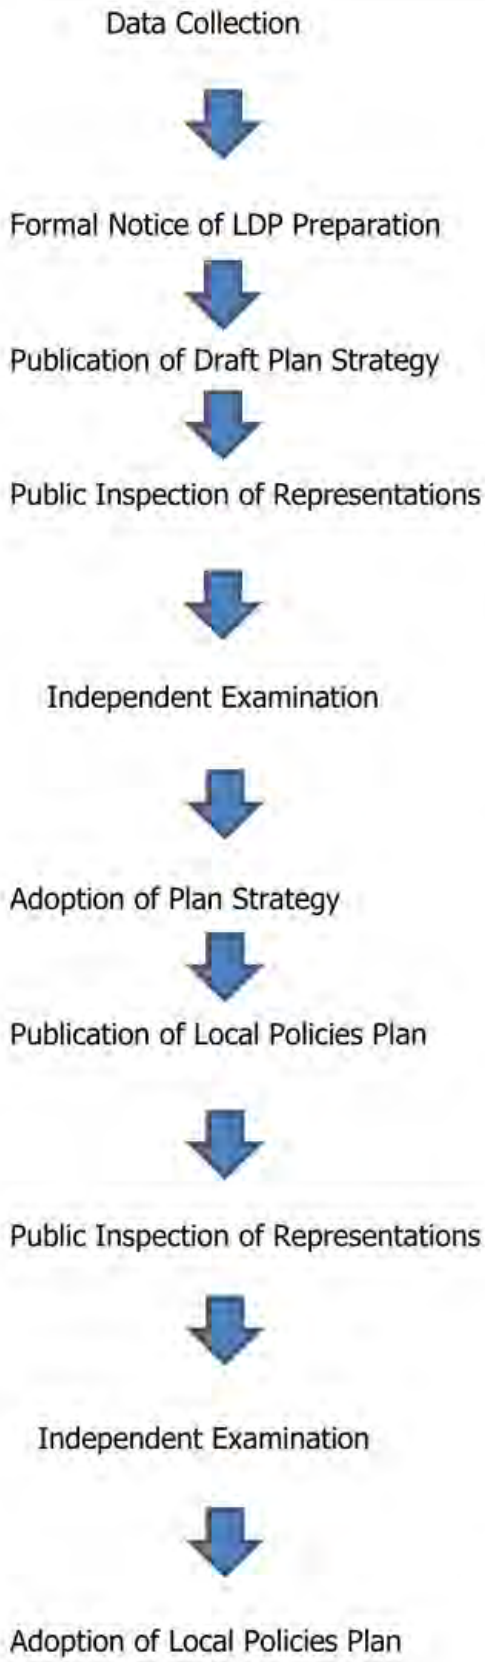 Data Collection
Formal Notice of LDP Preparation
Publication of Draft Plan Strategy
Public Inspection of Representations
Independent Examination
Adoption of Plan Strategy
Publication of Local Policies Plan
Public Inspection of Representations
Independent Examination
Adoption of Local Policies Plan